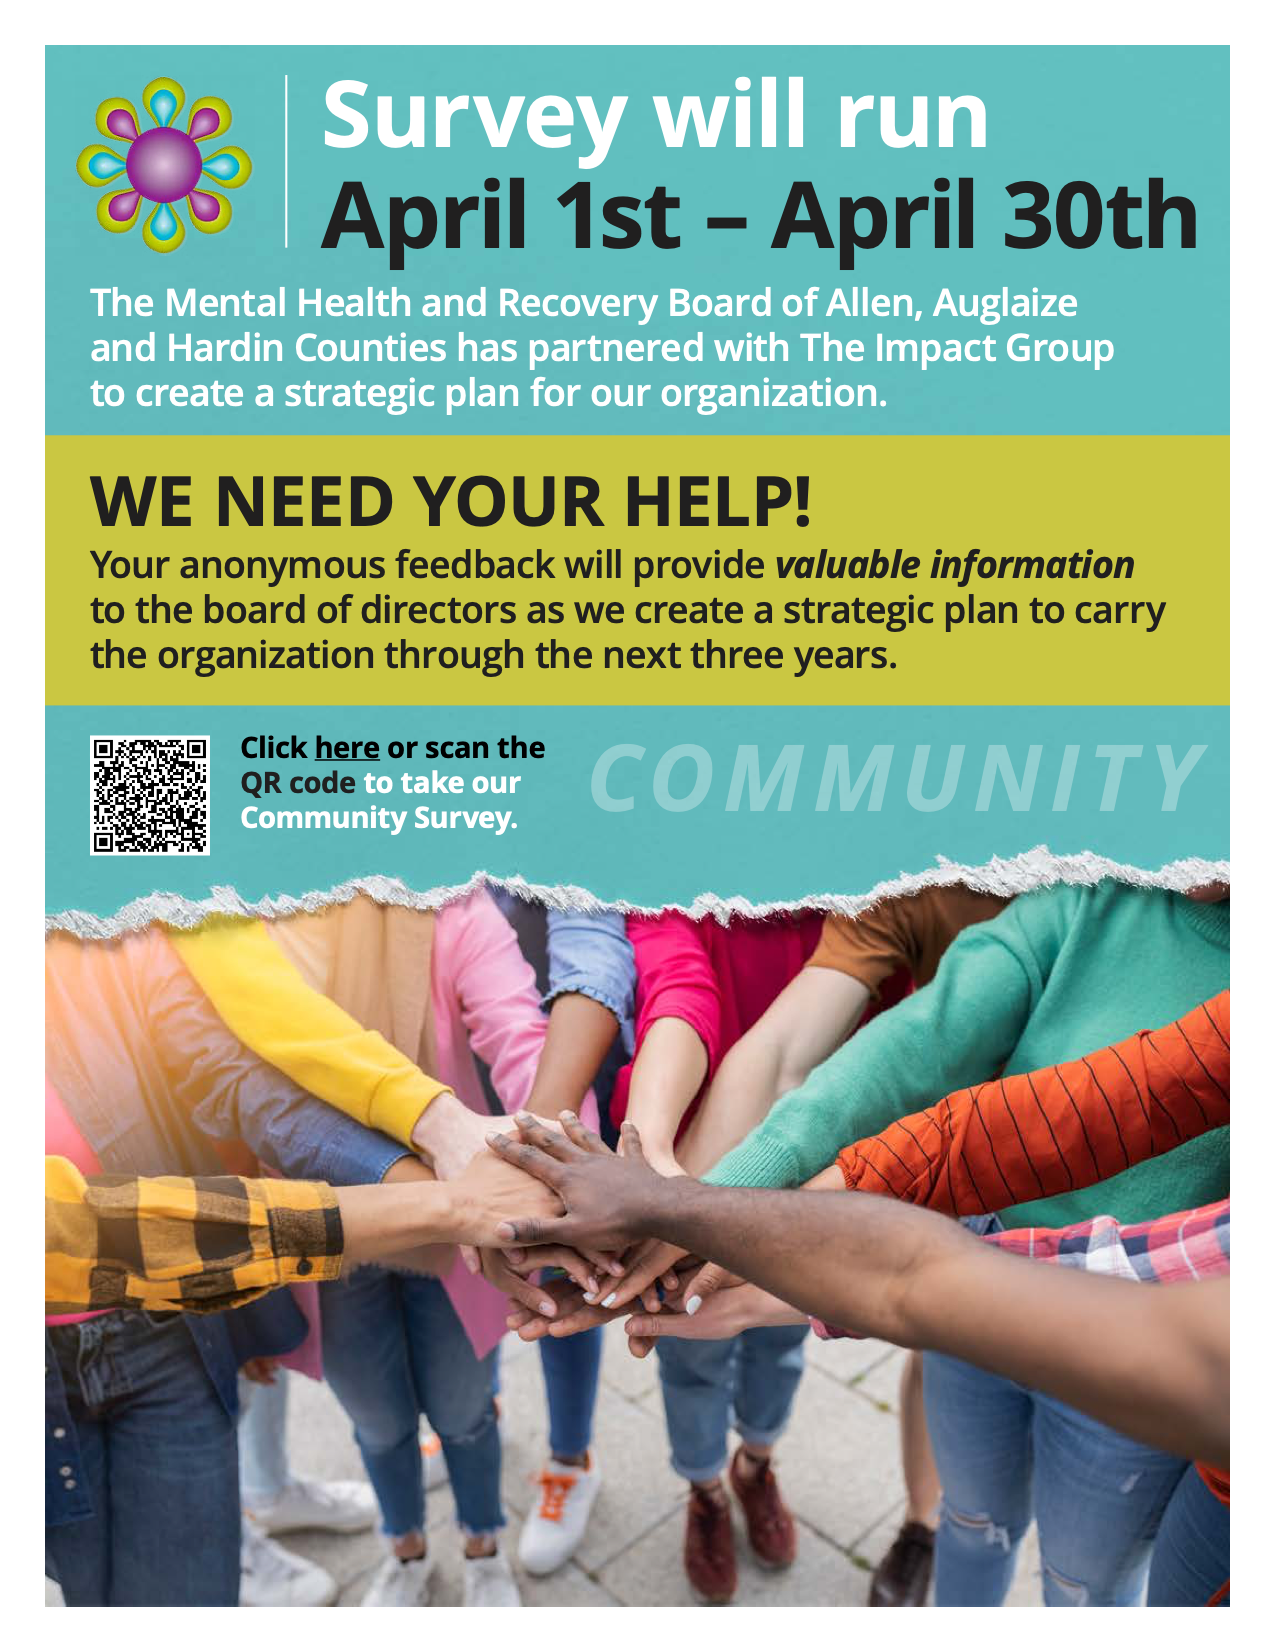 Survey will run
April 1st – April 30th
The Mental Health and Recovery Board of Allen, Auglaize
and Hardin Counties has partnered with The Impact Group
to create a strategic plan for our organization.
WE NEED YOUR HELP!
Your anonymous feedback will provide valuable information
to the board of directors as we create a strategic plan to carry
the organization through the next three years.
Click here or scan the
QR code to take our
Community Survey.
COMMUNITY